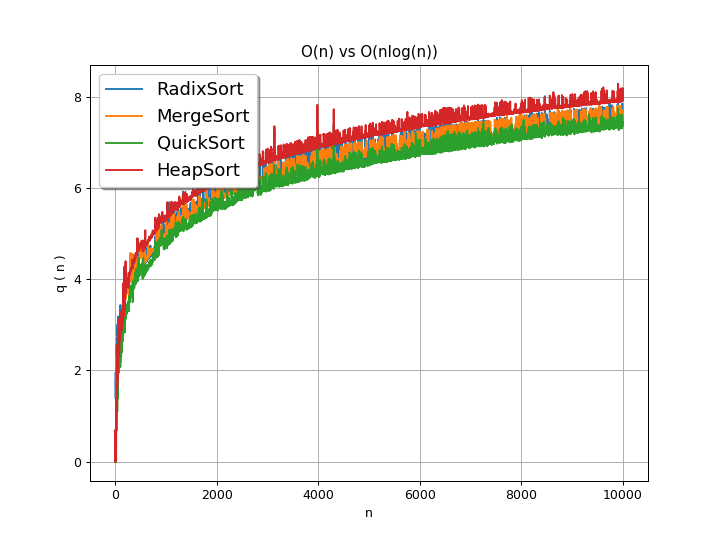 O(n) vs O(nlog(n))
RadixSort
MergeSort
QuickSort
HeapSort
8
6
4
2
0
q ( n )
0 2000 4000 6000 8000 10000
n